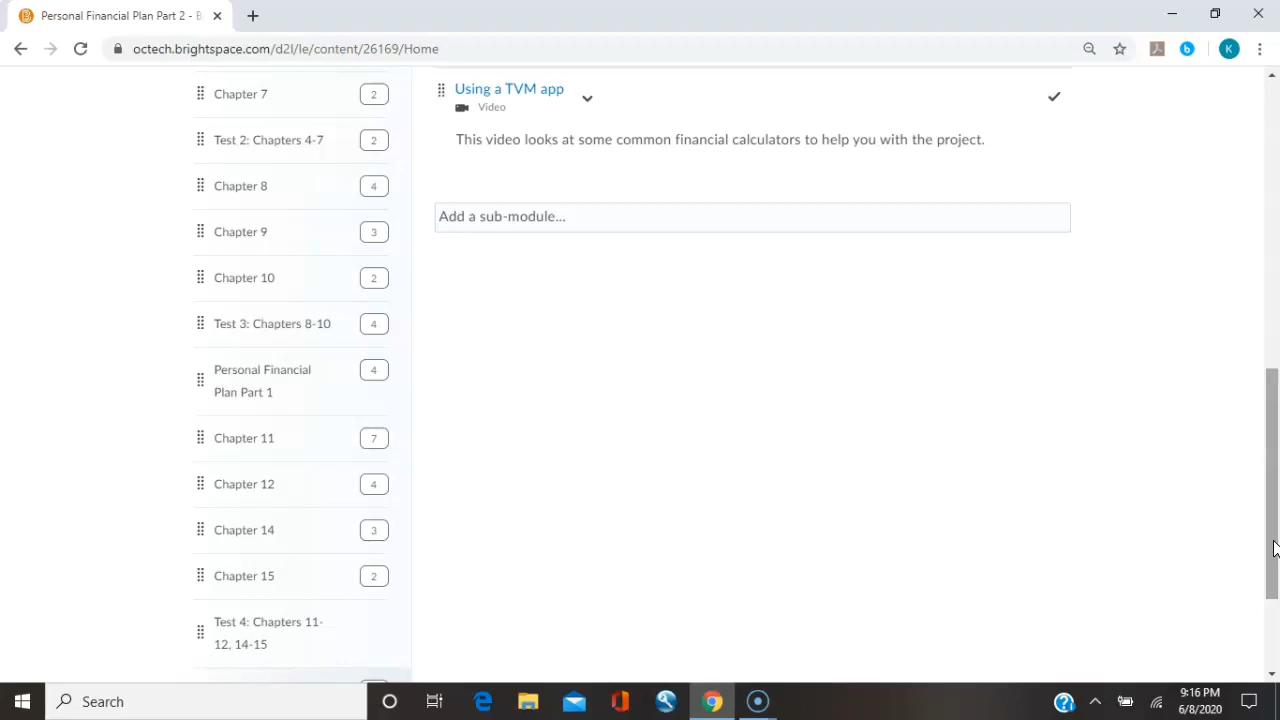 Personal Financial Plan Part 2 - B
octech.brightspace.com/d2l/le/content/26169/Home
K
Chapter 7
2
Test 2: Chapters 4-7
2
Chapter 8
4
Chapter 9
3
Chapter 10
2
Test 3: Chapters 8-10
4
Personal Financial
Plan Part 1
4
Chapter 11
7
Chapter 12
4
Chapter 14
3
Chapter 15
2
Test 4: Chapters 11-
12, 14-15
Using a TVM app
Video
This video looks at some common financial calculators to help you with the project.
Add a sub-module...
Search
9:16 PM
6/8/2020